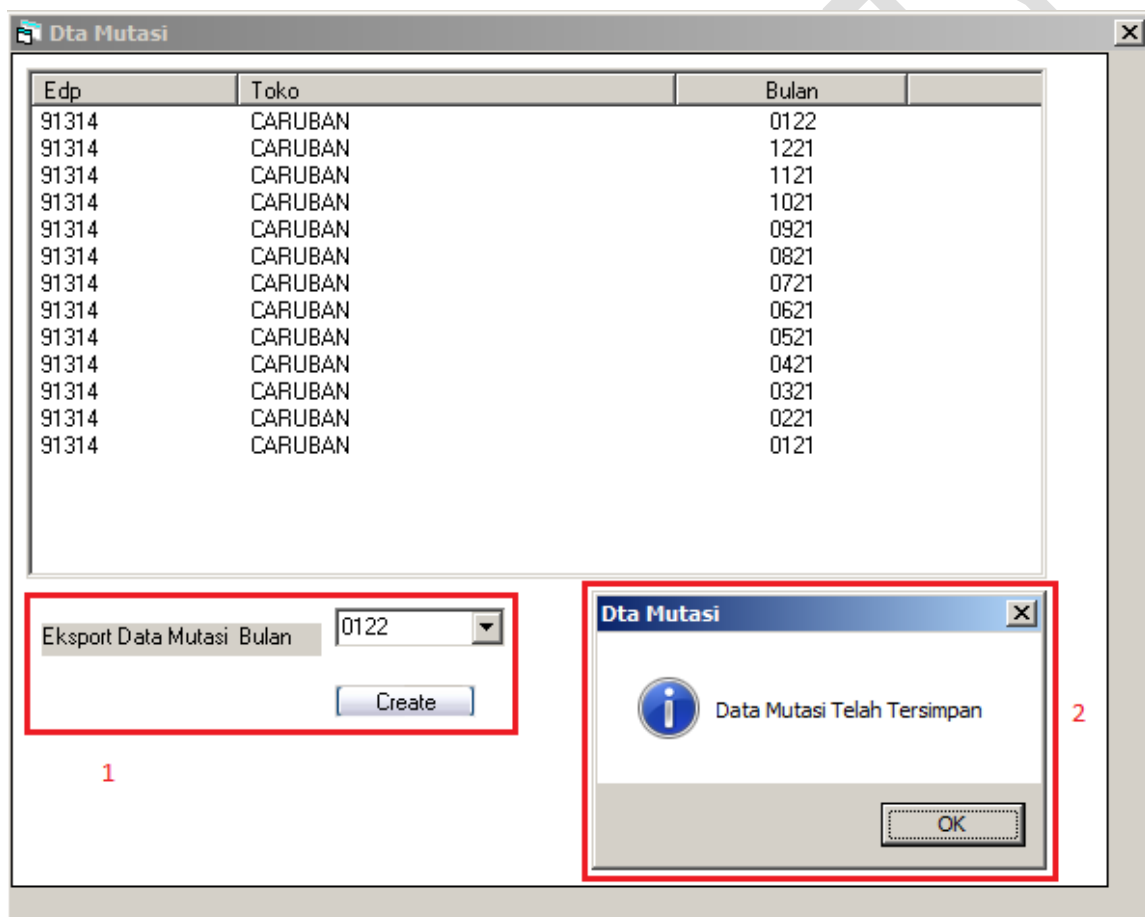 Dta Mutasi
Edp Toko Bulan
91314 CARUBAN 0122
91314 CARUBAN 1221
91314 CARUBAN 1121
91314 CARUBAN 1021
91314 CARUBAN 0921
91314 CARUBAN 0821
91314 CARUBAN 0721
91314 CARUBAN 0621
91314 CARUBAN 0521
91314 CARUBAN 0421
91314 CARUBAN 0321
91314 CARUBAN 0221
91314 CARUBAN 0121
Eksport Data Mutasi Bulan 0122
Create
1
Dta Mutasi
Data Mutasi Telah Tersimpan
OK
2